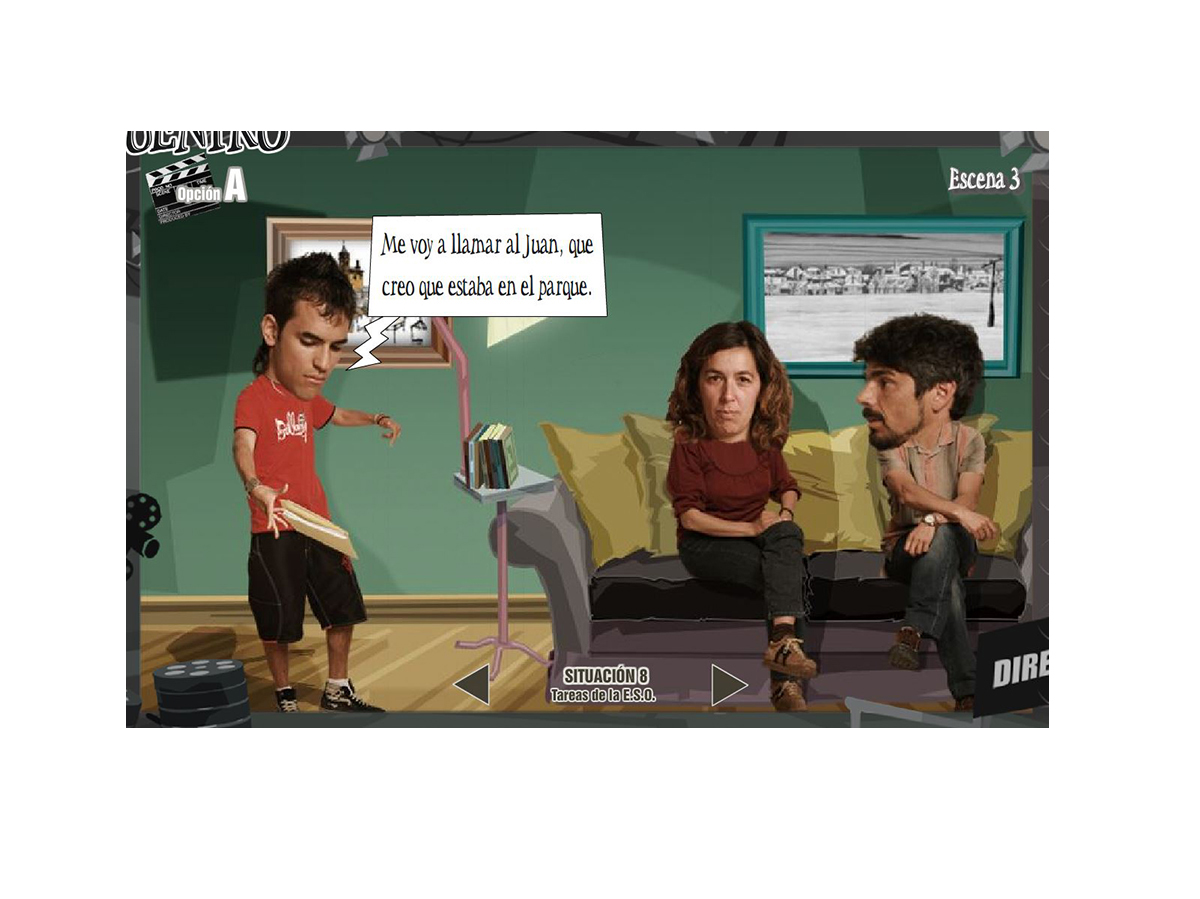 Opción A
Escena 3
Me voy a llamar al Juan, que
creo que estaba en el parque.
SITUACIÓN 8
Tareas de la E.S.O.
DIRE